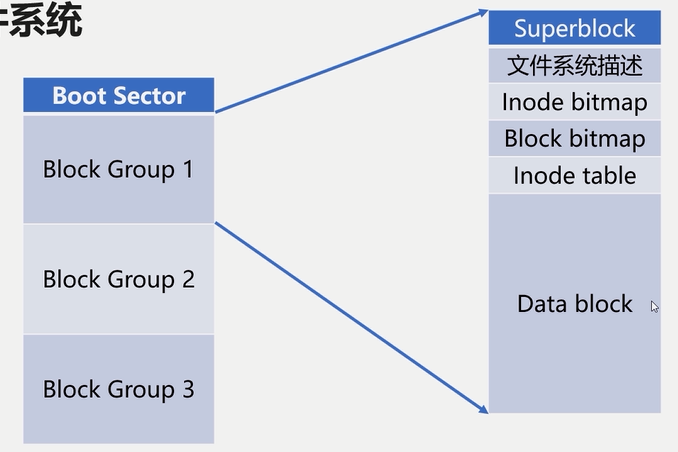 件系统
Boot Sector
Block Group 1
Block Group 2
Block Group 3
Superblock
文件系统描述
Inode bitmap
Block bitmap
Inode table
Data block